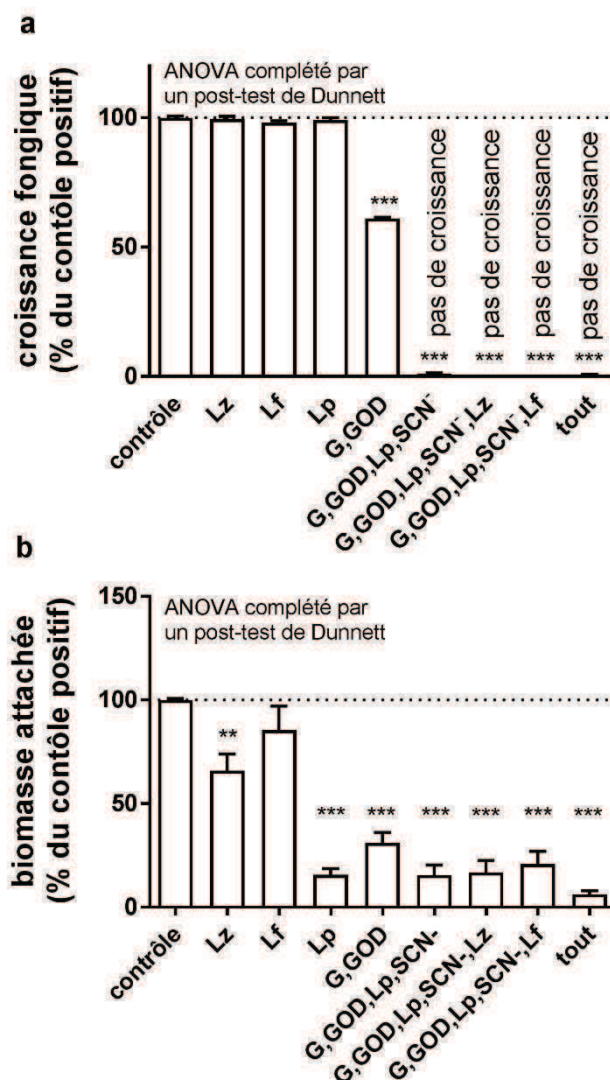 a
croissance fongique
(% du contôle positif)
ANOVA complété par
un post-test de Dunnett
100
50
0
***
pas de croissance
pas de croissance
pas de croissance
pas de croissance
***
***
***
***
contrôle
Lz
Lf
Lp
G,GOD
G,GOD,Lp,SCN⁻
G,GOD,Lp,SCN⁻,Lz
G,GOD,Lp,SCN⁻,Lf
tout
b
biomasse attachée
(% du contôle positif)
ANOVA complété par
un post-test de Dunnett
150
100
50
0
**
***
***
***
***
***
***
contrôle
Lz
Lf
Lp
G,GOD
G,GOD,Lp,SCN-
G,GOD,Lp,SCN-,Lz
G,GOD,Lp,SCN-,Lf
tout